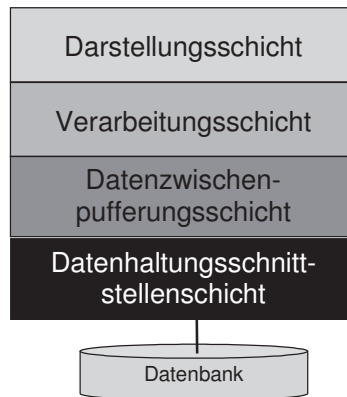 Darstellungsschicht
Verarbeitungsschicht
Datenzwischen-
pufferungsschicht
Datenhaltungsschnitt-
stellenschicht
Datenbank